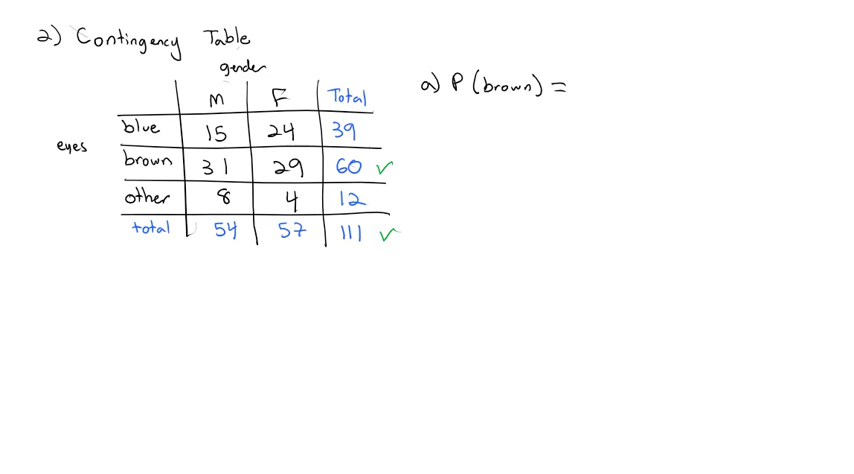 2) Contingency Table
gender
M F Total
eyes
blue 15 24 39
brown 31 29 60 ✓
other 8 4 12
total 54 57 111 ✓
a) P (brown) =